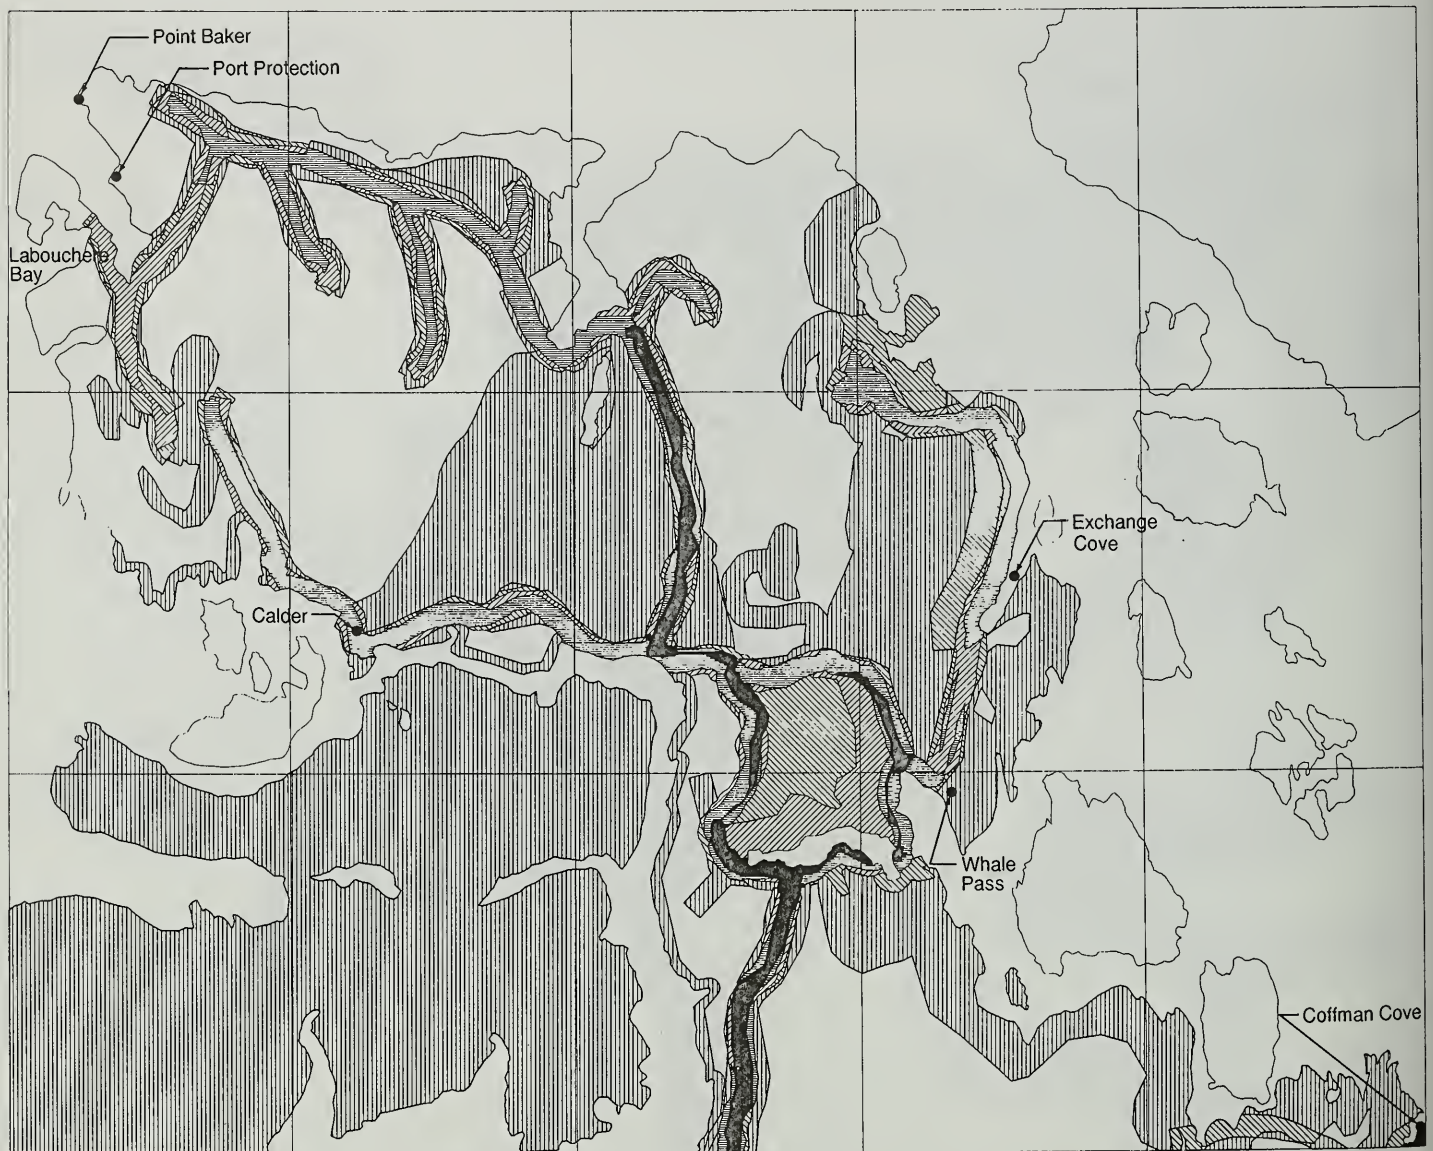 Point Baker
Port Protection
Labouchere
Bay
Exchange
Cove
Calder
Whale
Pass
Coffman Cove